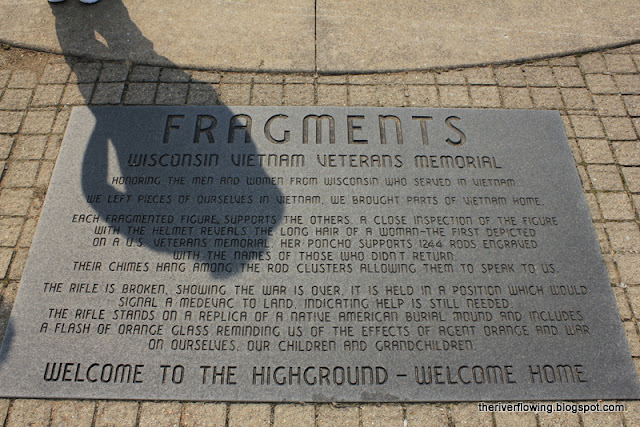 FRAGMENTS
WISCONSIN VIETNAM VETERANS MEMORIAL
HONORING THE MEN AND WOMEN FROM WISCONSIN WHO SERVED IN VIETNAM...
WE LEFT PIECES OF OURSELVES IN VIETNAM, WE BROUGHT PARTS OF VIETNAM HOME.
EACH FRAGMENTED FIGURE, SUPPORTS THE OTHERS. A CLOSE INSPECTION OF THE FIGURE
WITH THE HELMET REVEALS THE LONG HAIR OF A WOMAN-THE FIRST DEPICTED
ON A U.S. VETERANS MEMORIAL. HER PONCHO SUPPORTS 1244 RODS ENGRAVED
WITH THE NAMES OF THOSE WHO DIDN'T RETURN.
THEIR CHIMES HANG AMONG THE ROD CLUSTERS ALLOWING THEM TO SPEAK TO US.
THE RIFLE IS BROKEN, SHOWING THE WAR IS OVER, IT IS HELD IN A POSITION WHICH WOULD
SIGNAL A MEDEVAC TO LAND, INDICATING HELP IS STILL NEEDED.
THE RIFLE STANDS ON A REPLICA OF A NATIVE AMERICAN BURIAL MOUND AND INCLUDES
A FLASH OF ORANGE GLASS REMINDING US OF THE EFFECTS OF AGENT ORANGE AND WAR
ON OURSELVES, OUR CHILDREN AND GRANDCHILDREN.
WELCOME TO THE HIGHGROUND - WELCOME HOME
theriverflowing.blogspot.com